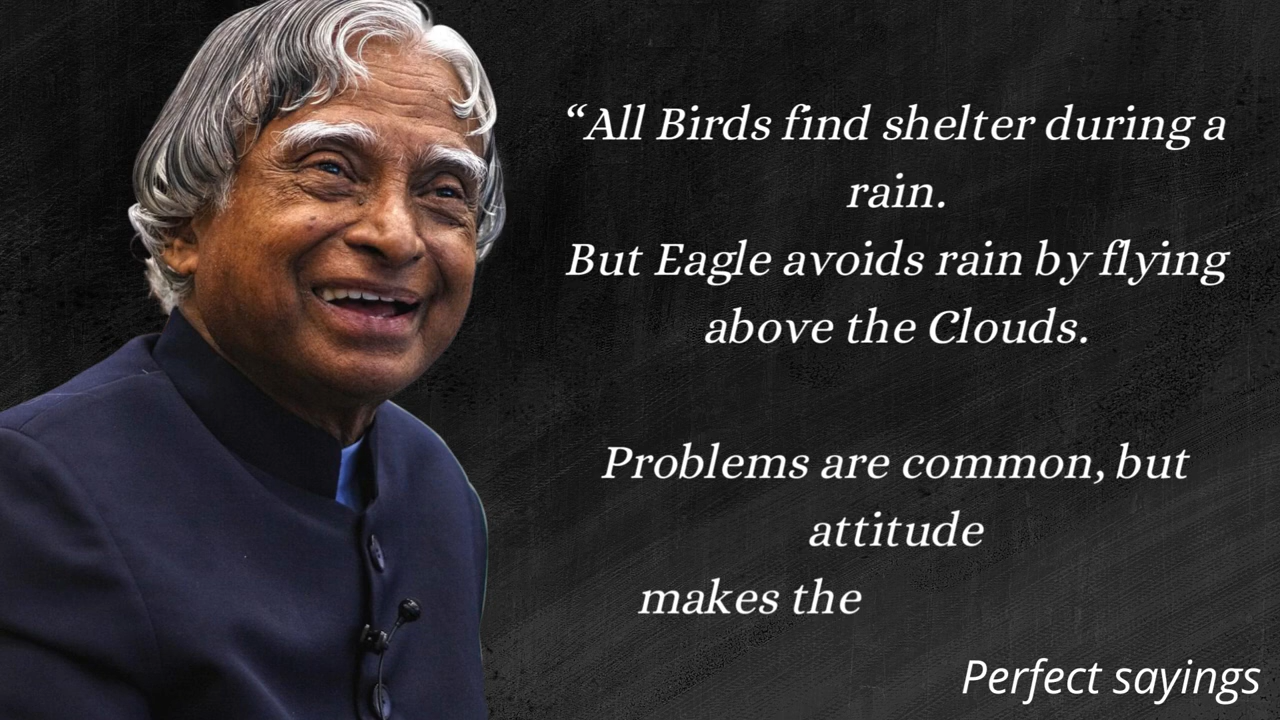 “All Birds find shelter during a
rain.
But Eagle avoids rain by flying
above the Clouds.
Problems are common, but
attitude
makes the
Perfect sayings